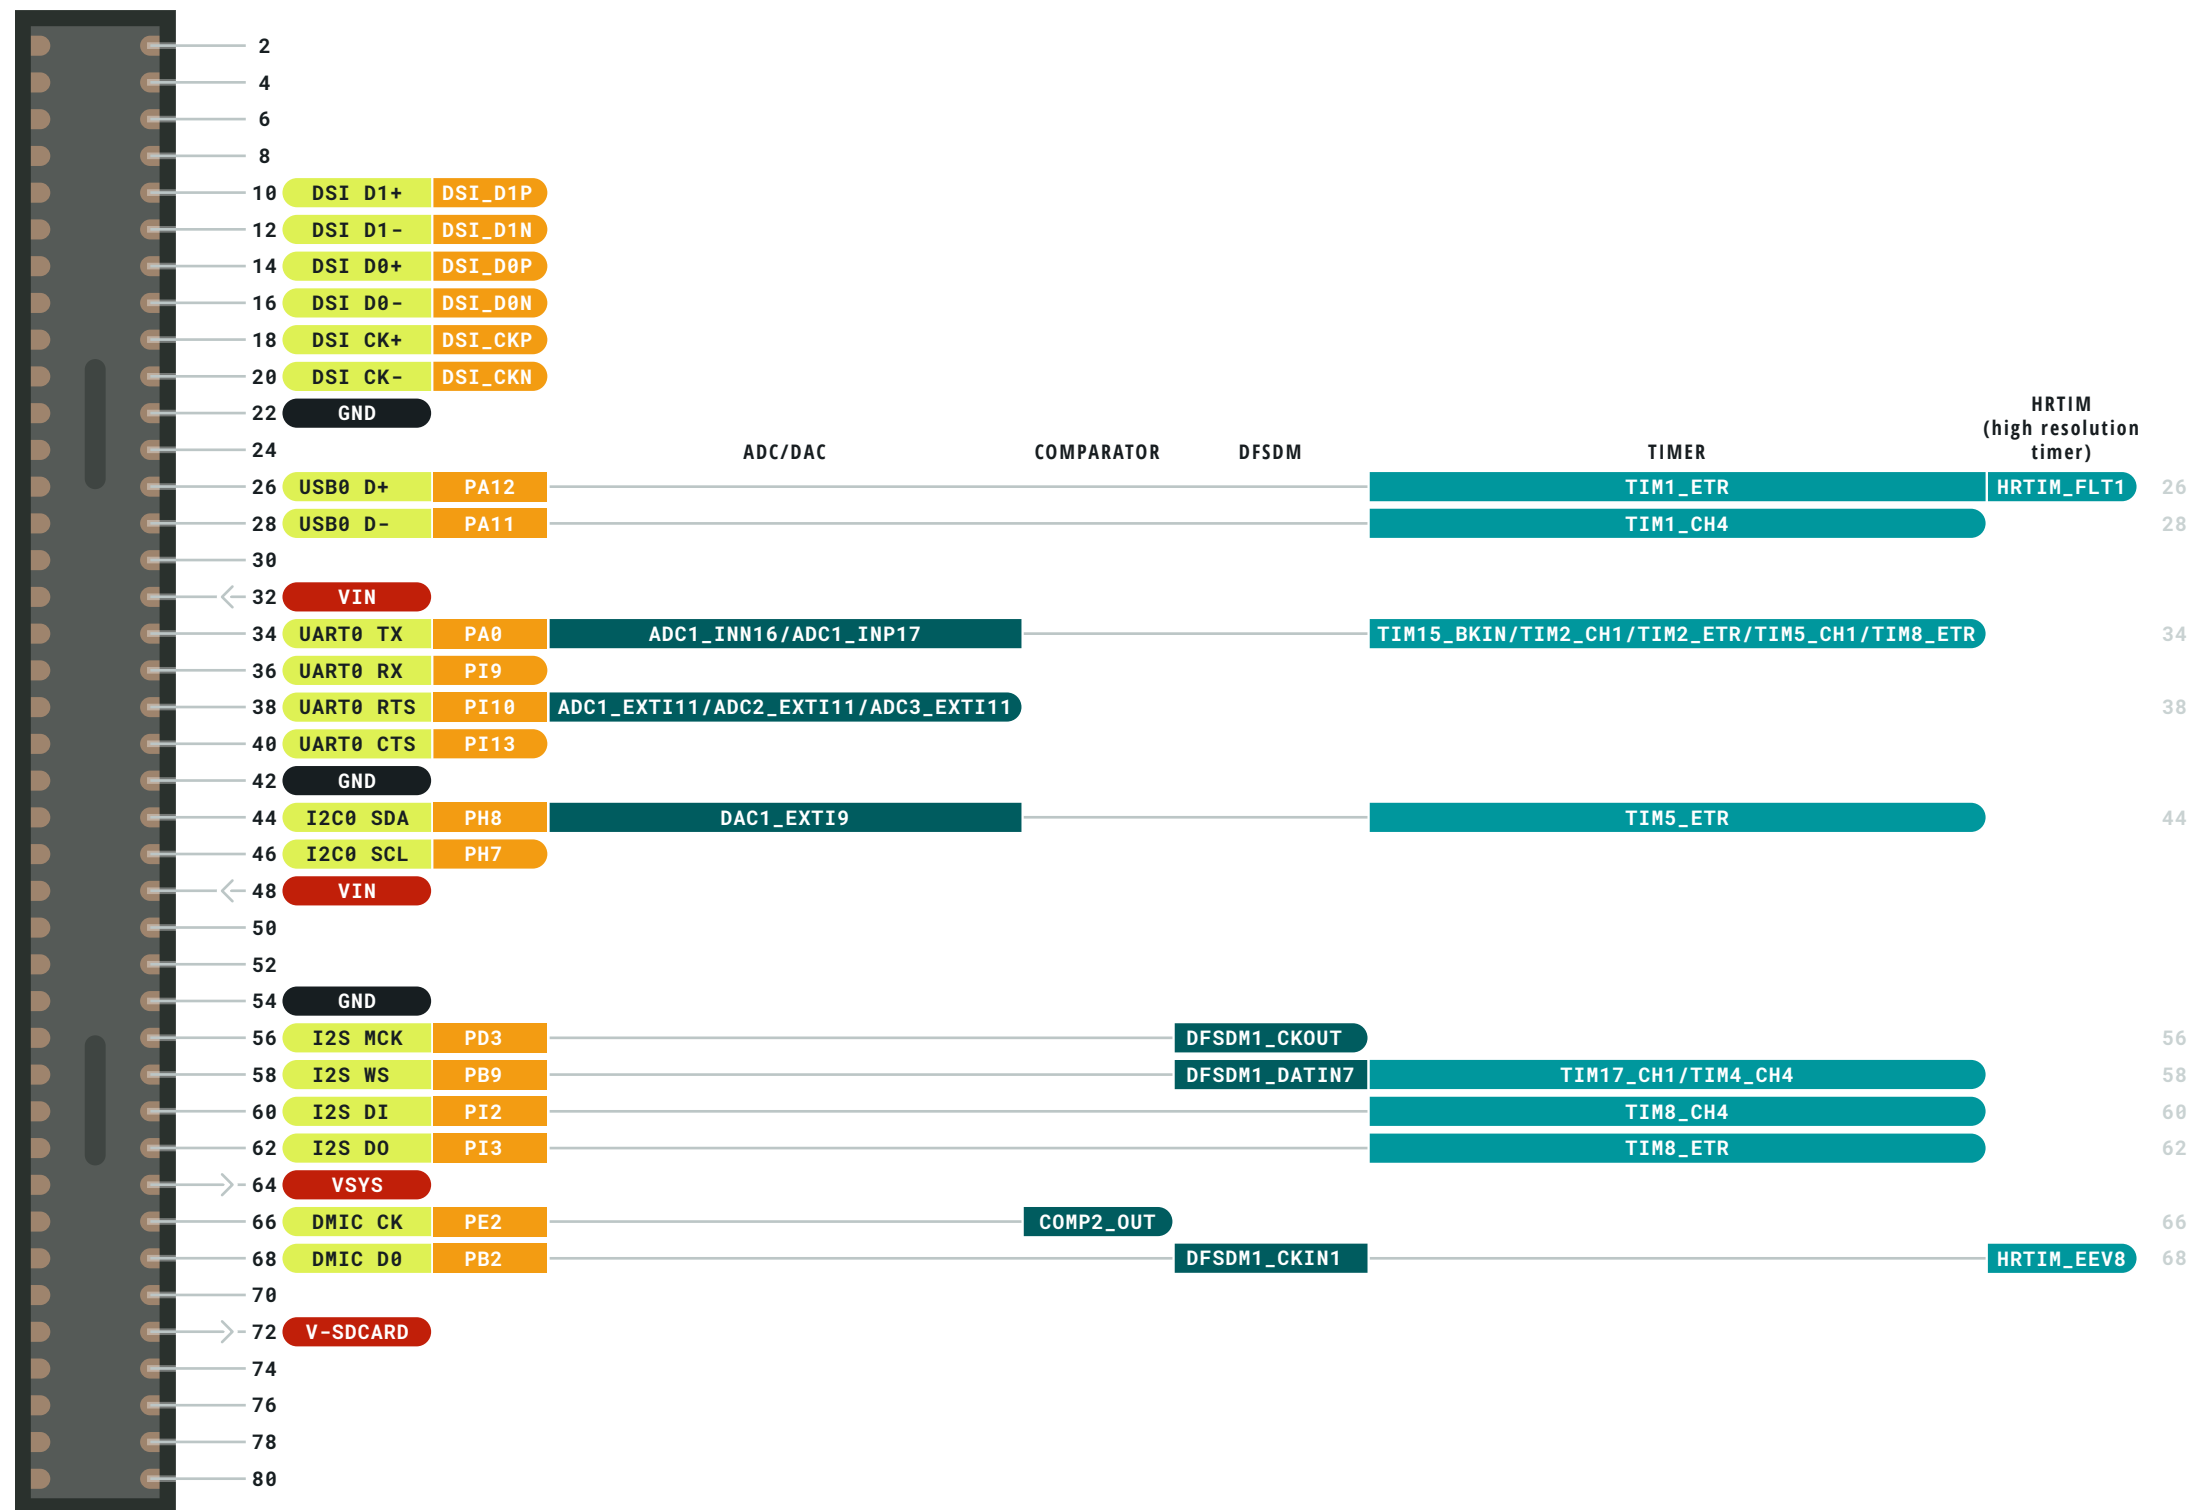 2
4
6
8
10 DSI D1+ DSI_D1P
12 DSI D1- DSI_D1N
14 DSI D0+ DSI_D0P
16 DSI D0- DSI_D0N
18 DSI CK+ DSI_CKP
20 DSI CK- DSI_CKN
22 GND
24
ADC/DAC COMPARATOR DFSDM TIMER HRTIM
(high resolution
timer)
26 USB0 D+ PA12 TIM1_ETR HRTIM_FLT1 26
28 USB0 D- PA11 TIM1_CH4 28
30
32 VIN
34 UART0 TX PA0 ADC1_INN16/ADC1_INP17 TIM15_BKIN/TIM2_CH1/TIM2_ETR/TIM5_CH1/TIM8_ETR 34
36 UART0 RX PI9
38 UART0 RTS PI10 ADC1_EXTI11/ADC2_EXTI11/ADC3_EXTI11 38
40 UART0 CTS PI13
42 GND
44 I2C0 SDA PH8 DAC1_EXTI9 TIM5_ETR 44
46 I2C0 SCL PH7
48 VIN
50
52
54 GND
56 I2S MCK PD3 DFSDM1_CKOUT 56
58 I2S WS PB9 DFSDM1_DATIN7 TIM17_CH1/TIM4_CH4 58
60 I2S DI PI2 TIM8_CH4 60
62 I2S DO PI3 TIM8_ETR 62
64 VSYS
66 DMIC CK PE2 COMP2_OUT 66
68 DMIC D0 PB2 DFSDM1_CKIN1 HRTIM_EEV8 68
70
72 V-SDCARD
74
76
78
80